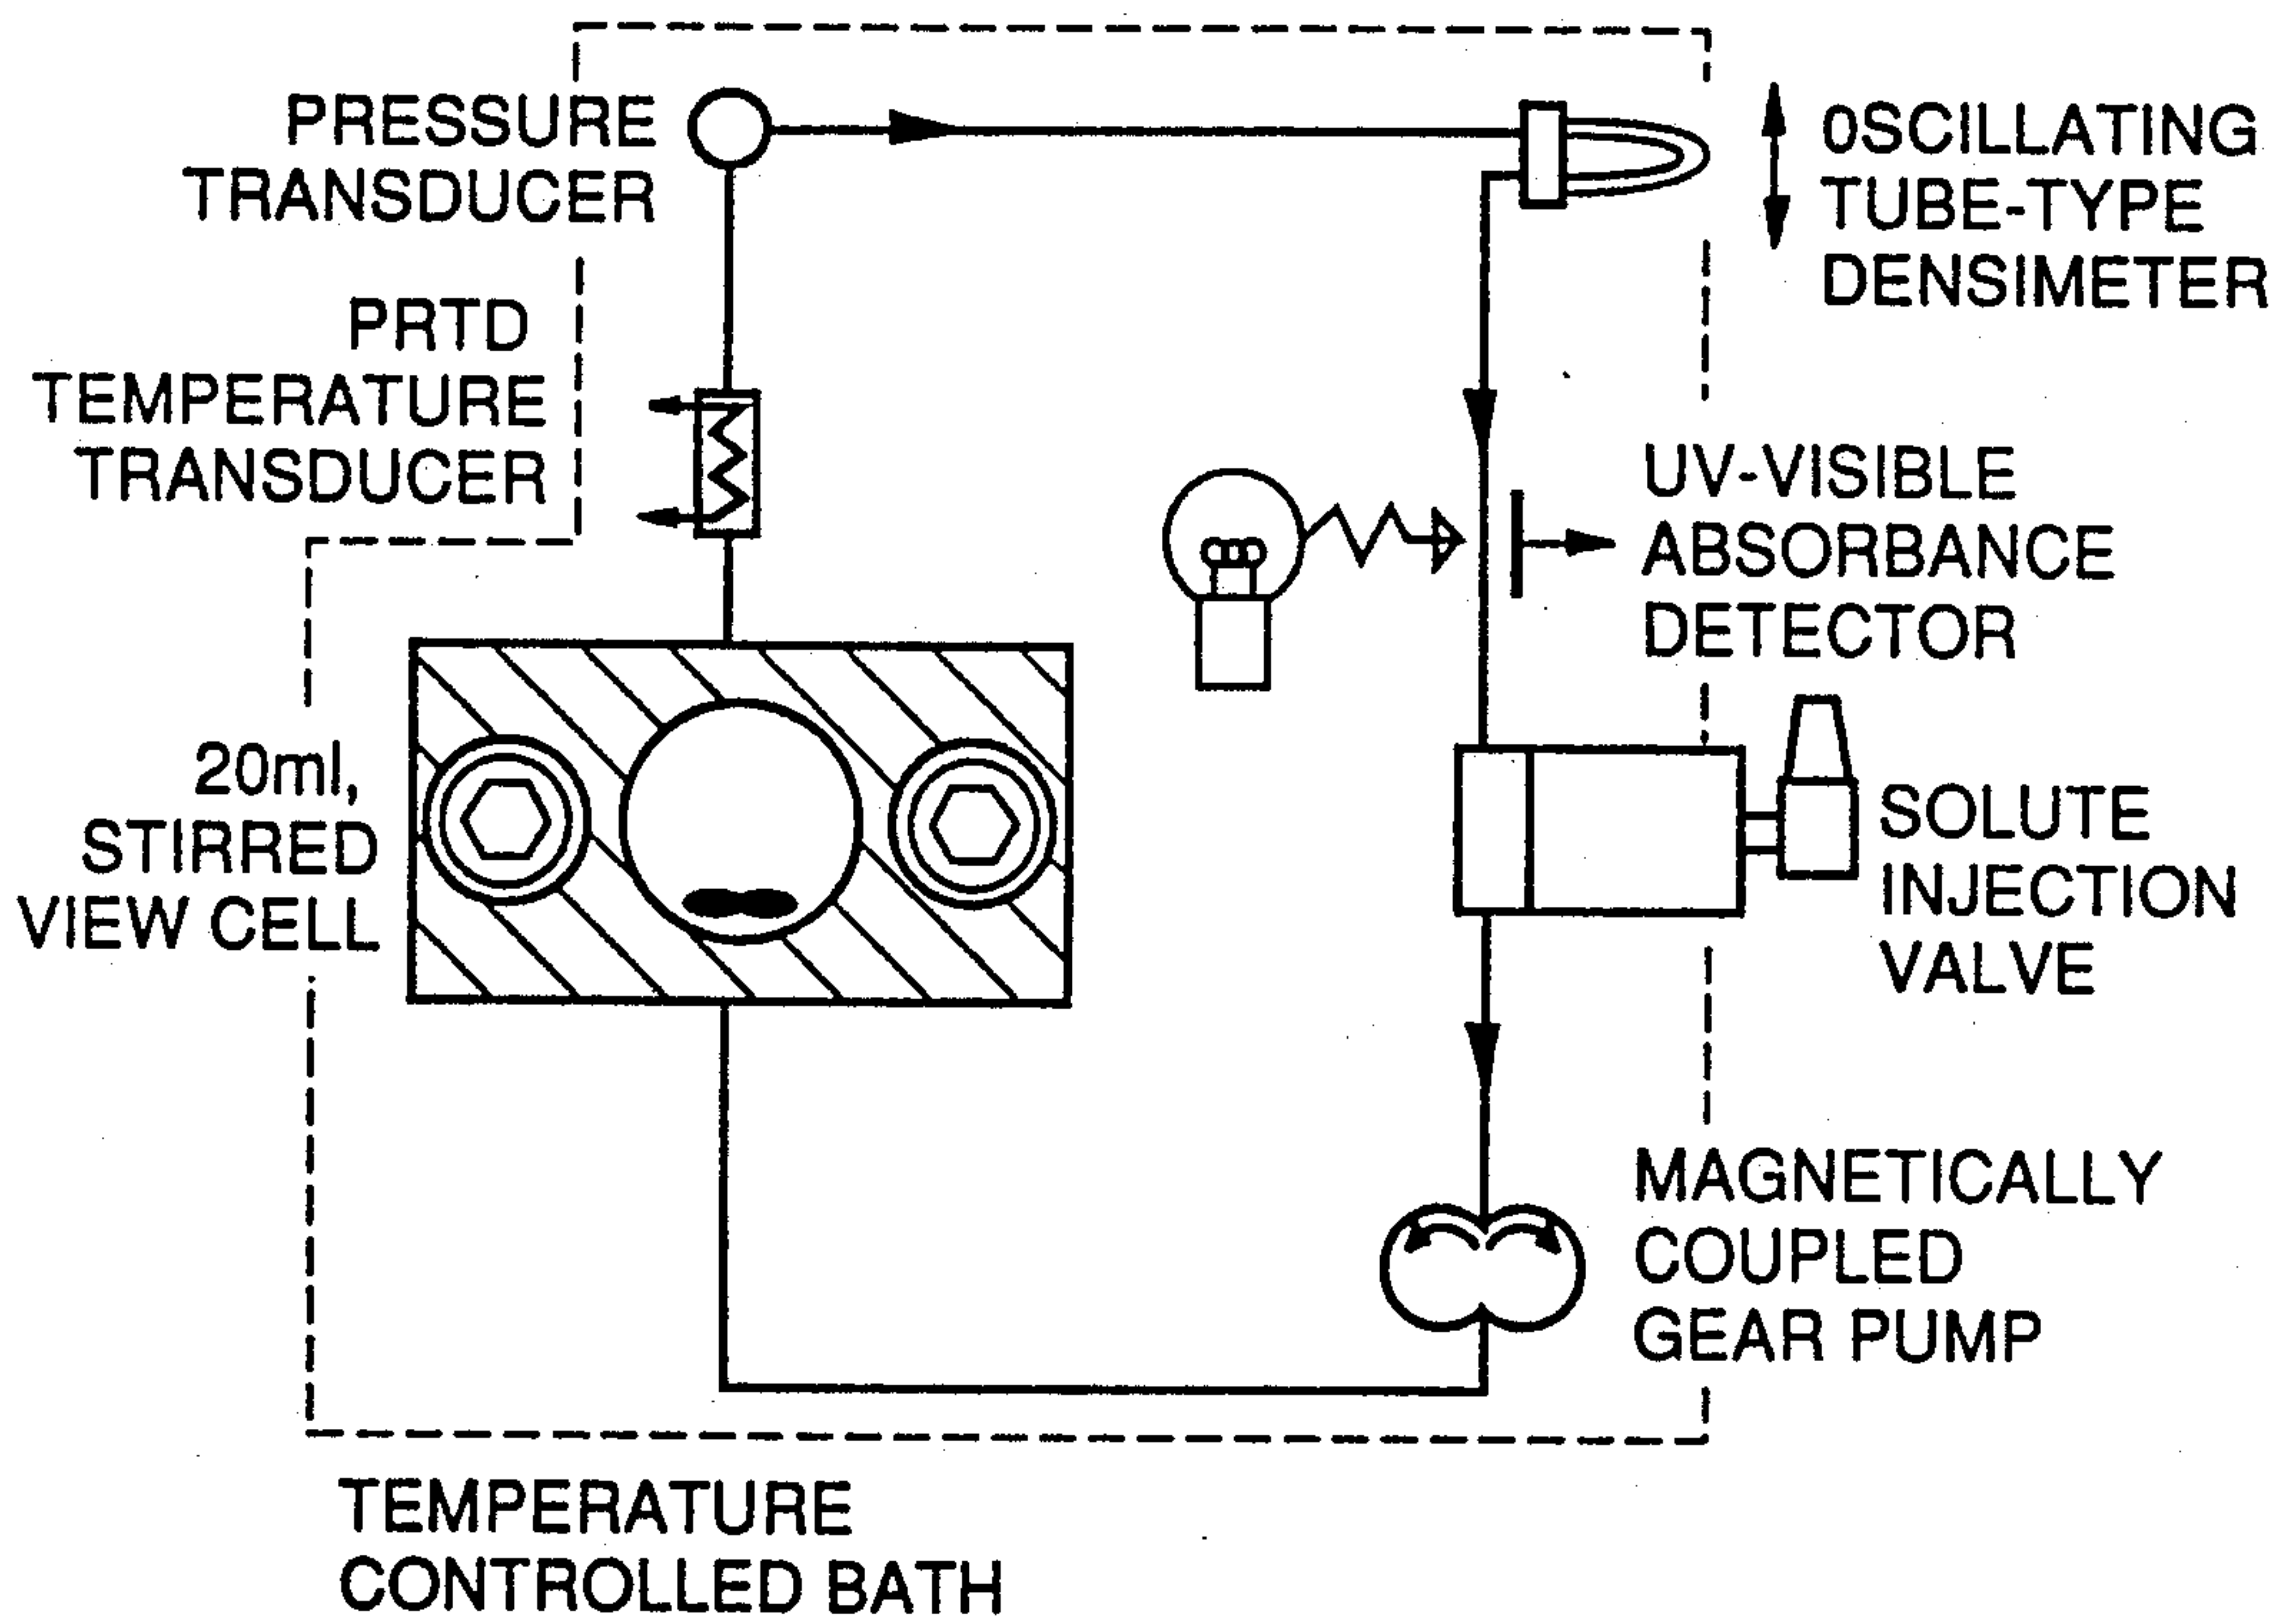 PRESSURE
TRANSDUCER
OSCILLATING
TUBE-TYPE
DENSIMETER
PRTD
TEMPERATURE
TRANSDUCER
UV-VISIBLE
ABSORBANCE
DETECTOR
20ml,
STIRRED
VIEW CELL
SOLUTE
INJECTION
VALVE
MAGNETICALLY
COUPLED
GEAR PUMP
TEMPERATURE
CONTROLLED BATH